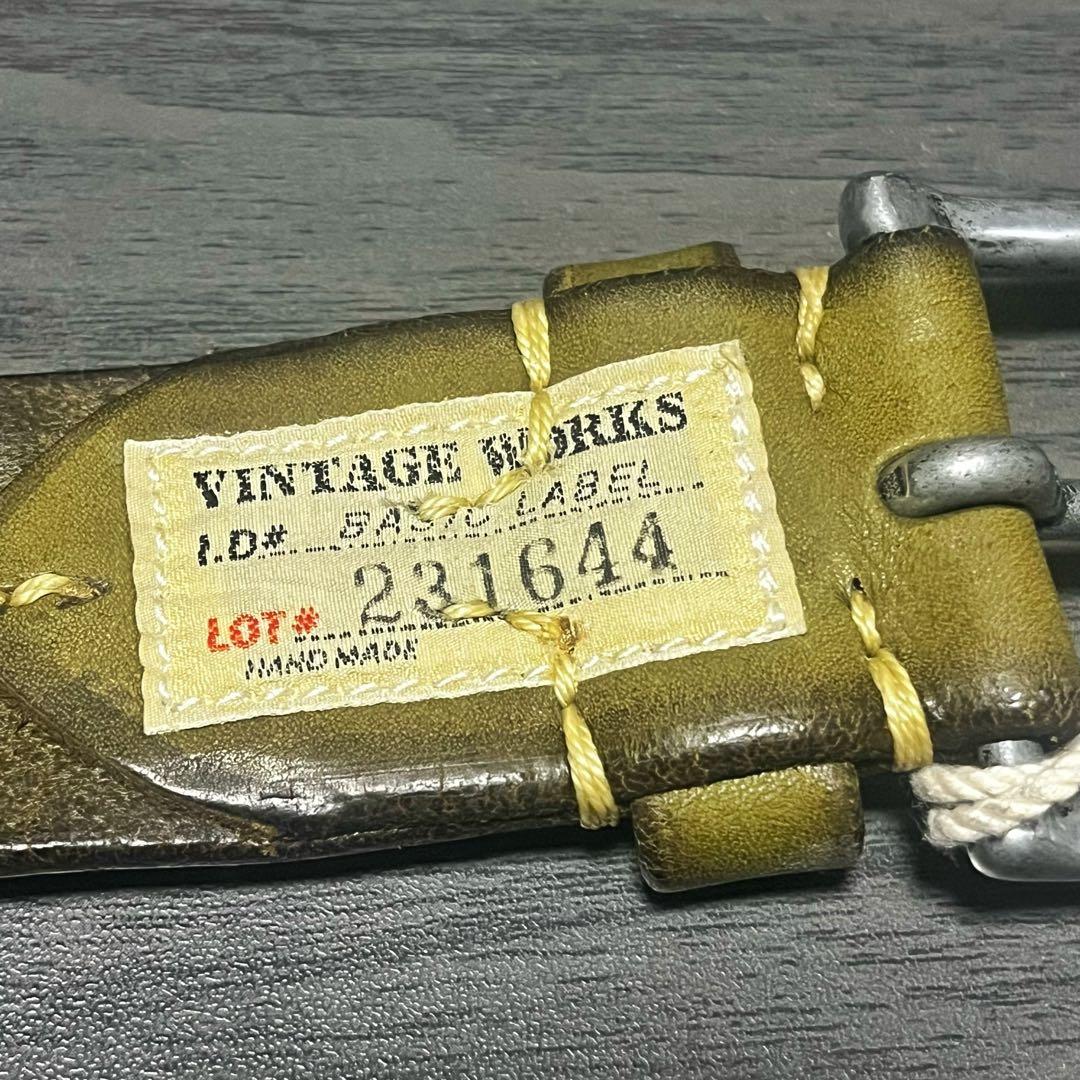 VINTAGE WORKS
I.D# BASIC LABEL
231644
LOT#
HAND MADE